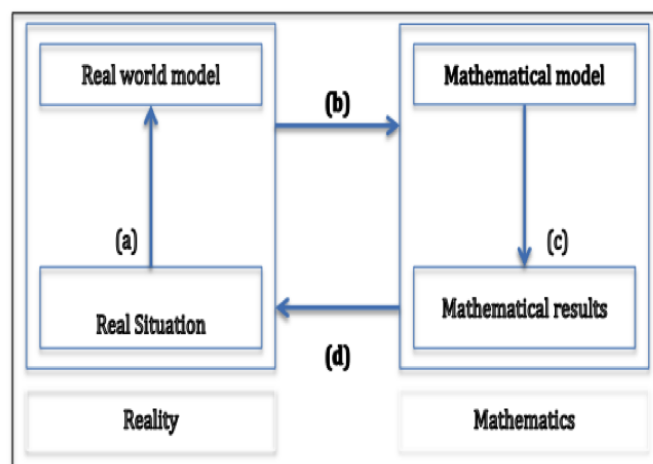 Real world model
Mathematical model
(b)
(a)
(c)
Real Situation
Mathematical results
(d)
Reality
Mathematics